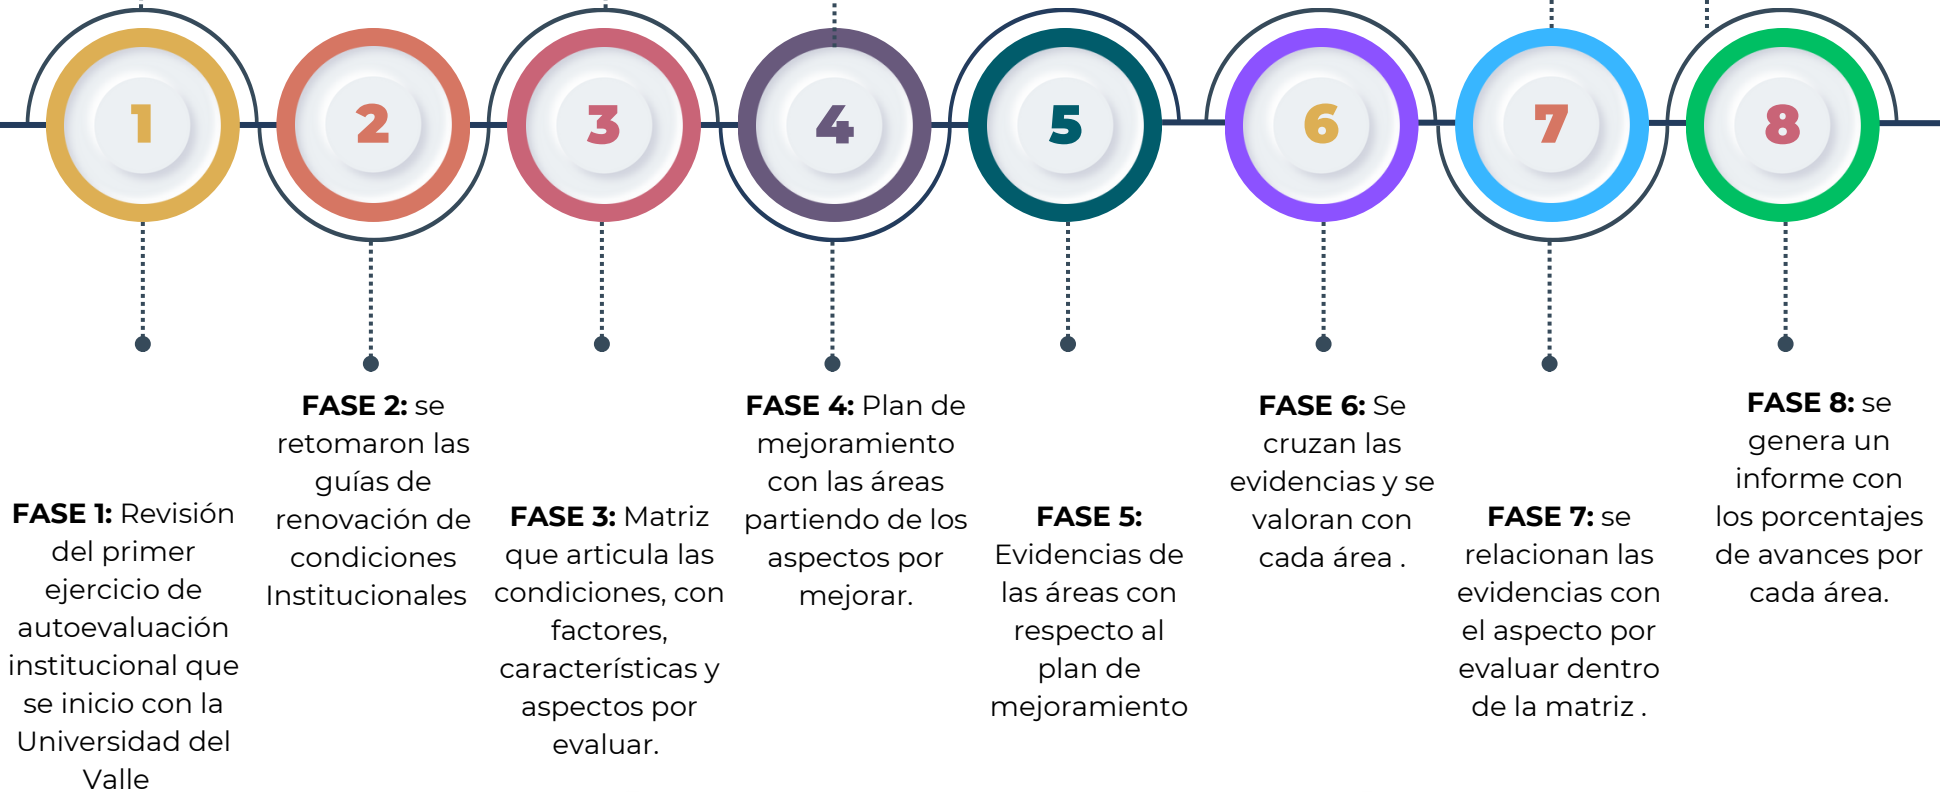 1
2
3
4
5
6
7
8
FASE 1: Revisión
del primer
ejercicio de
autoevaluación
institucional que
se inicio con la
Universidad del
Valle
FASE 2: se
retomaron las
guías de
renovación de
condiciones
Institucionales
FASE 3: Matriz
que articula las
condiciones, con
factores,
características y
aspectos por
evaluar.
FASE 4: Plan de
mejoramiento
con las áreas
partiendo de los
aspectos por
mejorar.
FASE 5:
Evidencias de
las áreas con
respecto al
plan de
mejoramiento
FASE 6: Se
cruzan las
evidencias y se
valoran con
cada área .
FASE 7: se
relacionan las
evidencias con
el aspecto por
evaluar dentro
de la matriz .
FASE 8: se
genera un
informe con
los porcentajes
de avances por
cada área.